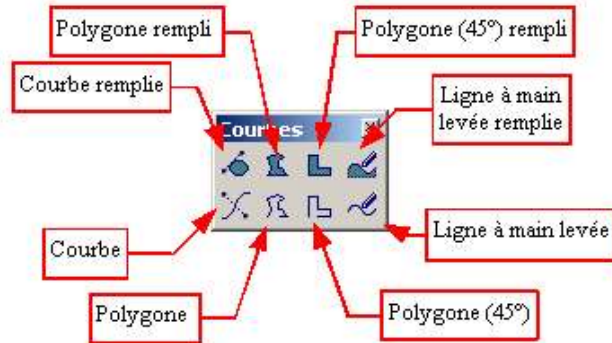 Polygone rempli
Polygone (45°) rempli
Courbe remplie
Ligne à main
levée remplie
Courbes
Courbe
Ligne à main levée
Polygone
Polygone (45°)